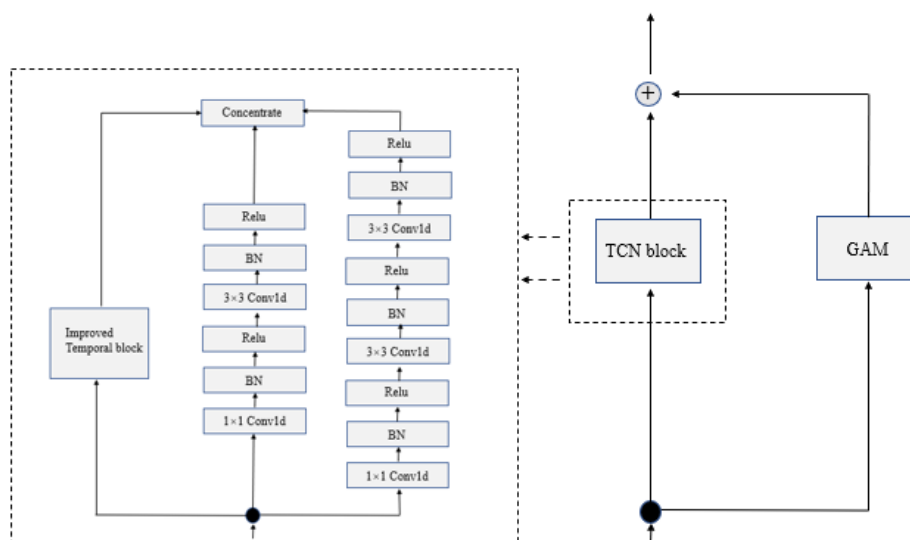 Concentrate
Relu
BN
3×3 Conv1d
Relu
BN
3×3 Conv1d
Relu
BN
1×1 Conv1d
Relu
BN
3×3 Conv1d
Relu
BN
1×1 Conv1d
Improved
Temporal block
+
TCN block
GAM